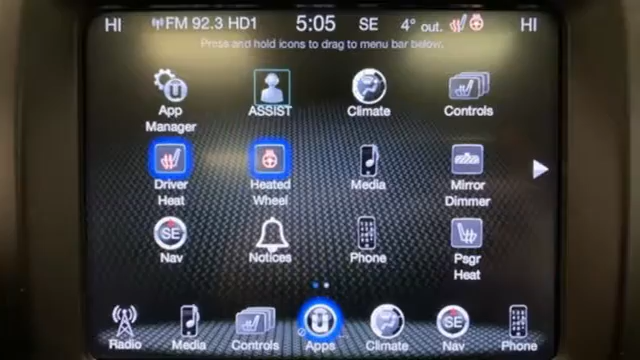 HI FM 92.3 HD1 5:05 SE 4° out. HI
Press and hold icons to drag to menu bar below.
App Manager
ASSIST
Climate
Controls
Driver Heat
Heated Wheel
Media
Mirror Dimmer
SE
Nav
Notices
Phone
Psgr Heat
Radio
Media
Controls
Apps
Climate
SE
Nav
Phone